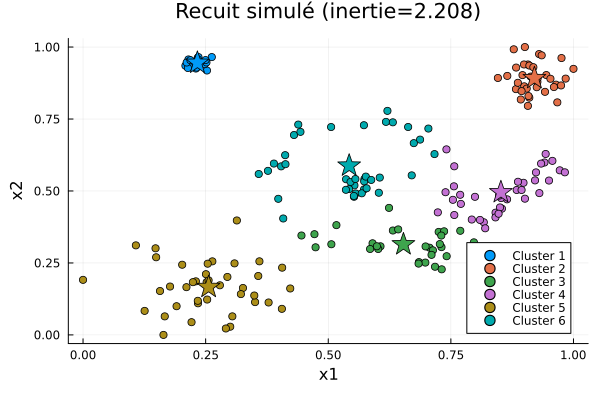 Recuit simulé (inertie=2.208)
1.00
0.75
0.50
0.25
0.00
x2
Cluster 1
Cluster 2
Cluster 3
Cluster 4
Cluster 5
Cluster 6
0.00 0.25 0.50 0.75 1.00
x1